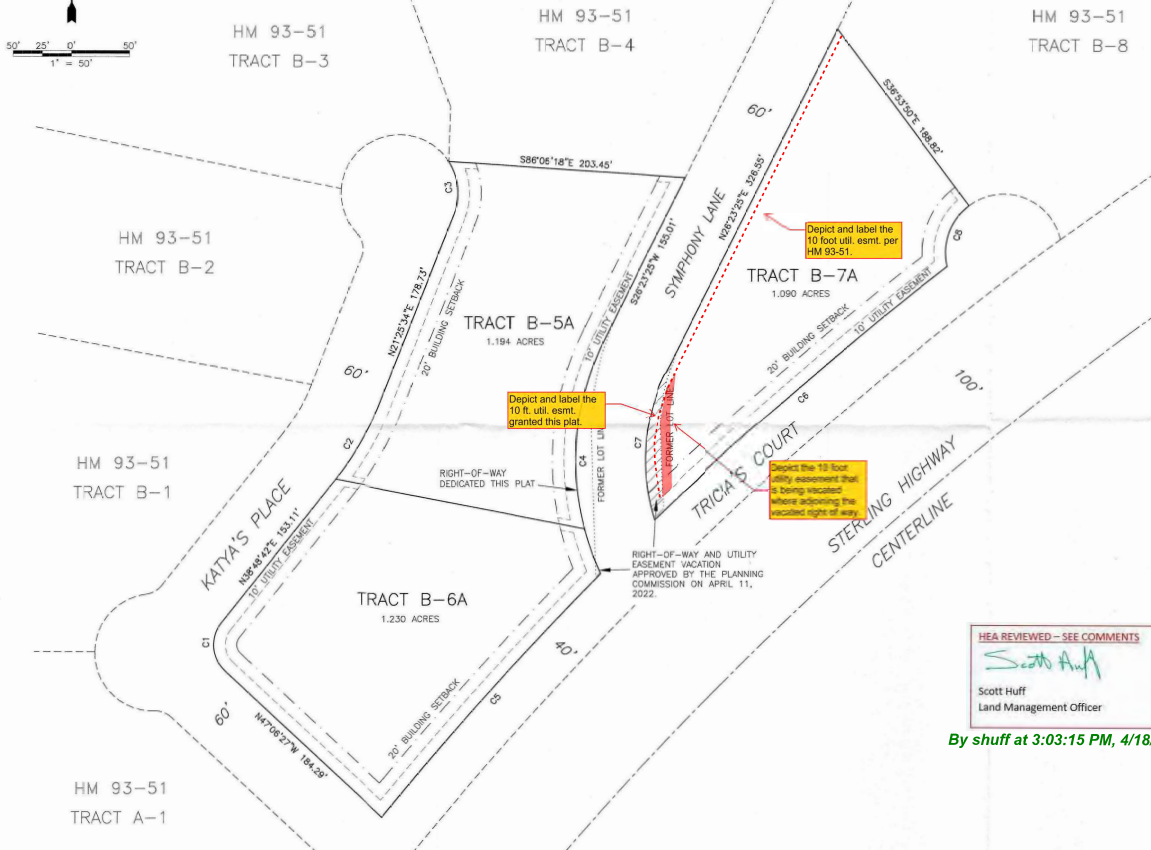 HM 93-51
TRACT B-3
HM 93-51
TRACT B-4
HM 93-51
TRACT B-8
50' 25' 0' 50'
1" = 50'
60'
S36°53'50"E 188.82'
S86°06'18"E 203.45'
C3
SYMPHONY LANE
N26°23'25"E 326.55'
Depict and label the
10 foot util. esmt. per
HM 93-51.
C8
HM 93-51
TRACT B-2
N21°25'34"E 178.73'
20' BUILDING SETBACK
S26°23'25"W 155.01'
10' UTILITY EASEMENT
TRACT B-7A
1.090 ACRES
TRACT B-5A
1.194 ACRES
20' BUILDING SETBACK
10' UTILITY EASEMENT
60'
100'
Depict and label the
10 ft. util. esmt.
granted this plat.
C6
C2
C4
FORMER LOT LINE
C7
FORMER LOT LINE
HM 93-51
TRACT B-1
RIGHT-OF-WAY
DEDICATED THIS PLAT
TRICIA'S COURT
Depict the 10 foot
utility easement that
is being vacated
where adjoining the
vacated right of way.
STERLING HIGHWAY
CENTERLINE
KATYA'S PLACE
N38°48'42"E 153.11'
10' UTILITY EASEMENT
RIGHT-OF-WAY AND UTILITY
EASEMENT VACATION
APPROVED BY THE PLANNING
COMMISSION ON APRIL 11,
2022.
TRACT B-6A
1.230 ACRES
C1
40'
C5
60'
N47°06'27"W 184.29'
20' BUILDING SETBACK
HEA REVIEWED – SEE COMMENTS
Scott Huff
Scott Huff
Land Management Officer
By shuff at 3:03:15 PM, 4/18
HM 93-51
TRACT A-1